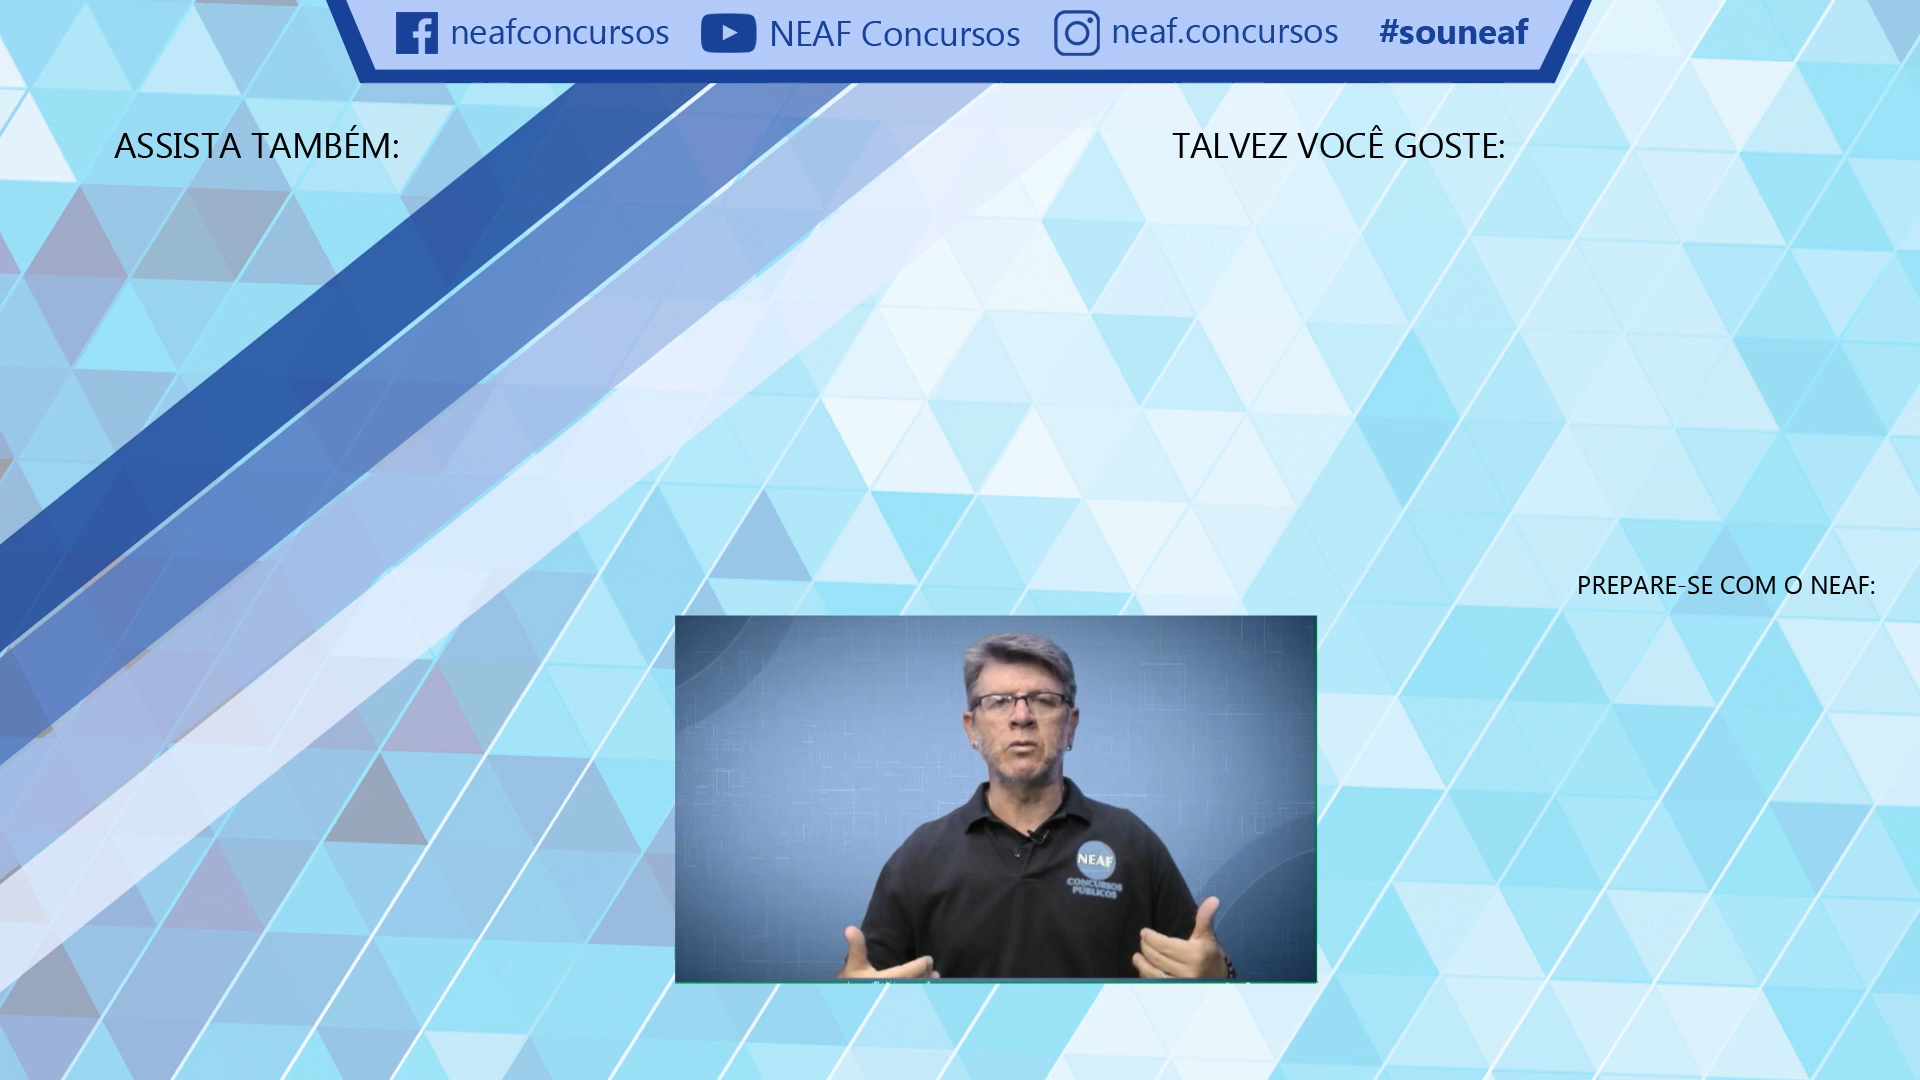 neafconcursos NEAF Concursos neaf.concursos #souneaf
ASSISTA TAMBÉM:
TALVEZ VOCÊ GOSTE:
PREPARE-SE COM O NEAF:
NEAF
CONCURSOS
PÚBLICOS